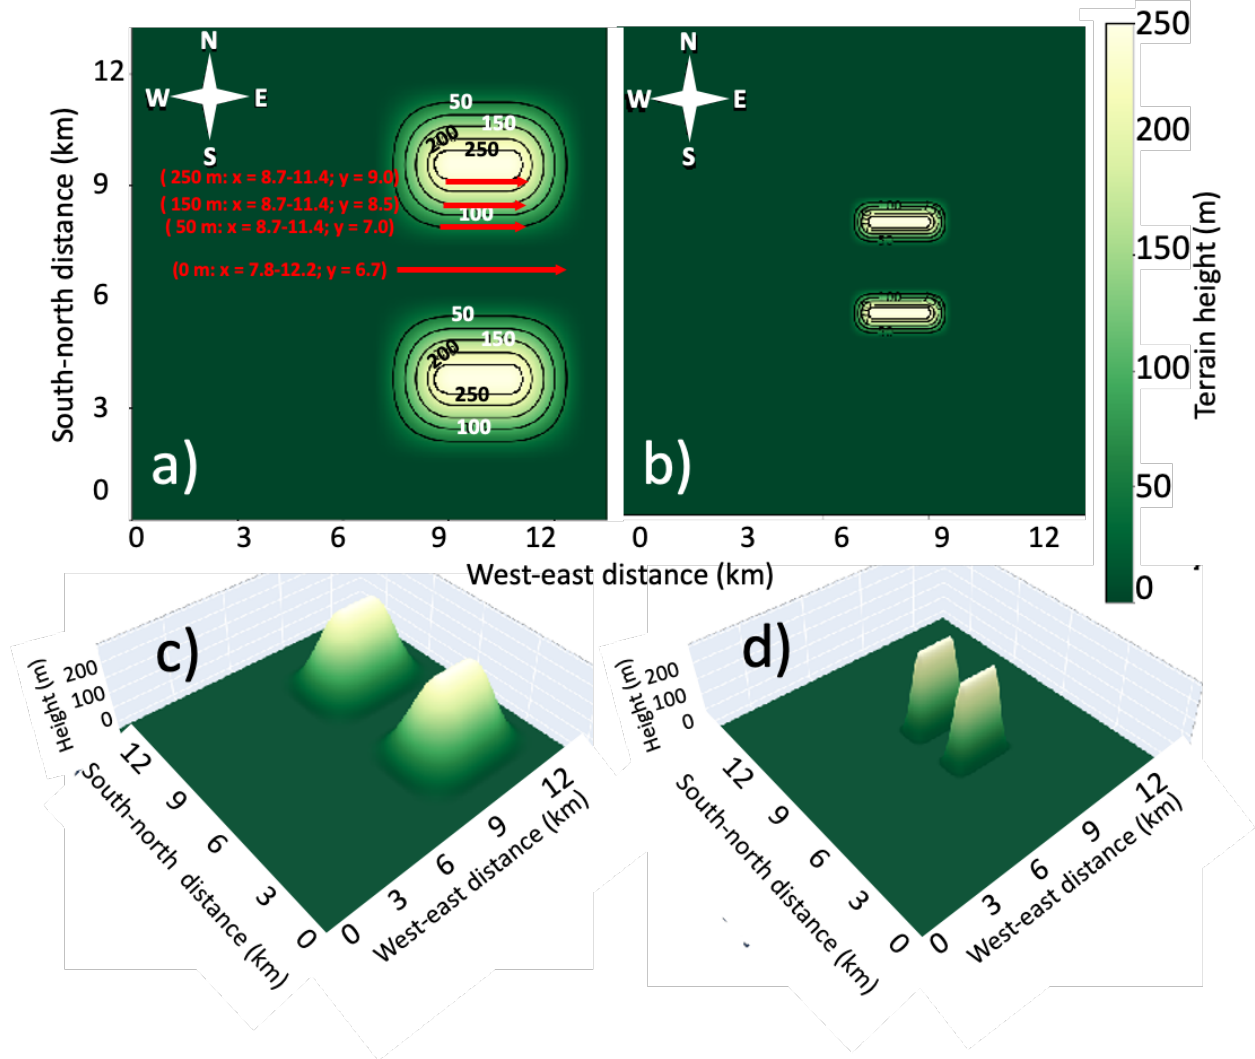 N
W E
S
12
9
6
3
0
South-north distance (km)
50
150
200
250
100
( 250 m: x = 8.7-11.4; y = 9.0)
( 150 m: x = 8.7-11.4; y = 8.5)
( 50 m: x = 8.7-11.4; y = 7.0)
(0 m: x = 7.8-12.2; y = 6.7)
50
150
200
250
100
a)
0 3 6 9 12
N
W E
S
100
50
100
b)
0 3 6 9 12
West-east distance (km)
250
200
150
100
50
0
Terrain height (m)
c)
200
100
0
Height (m)
12
9
6
3
0
South-north distance (km)
0
3
6
9
12
West-east distance (km)
d)
200
100
0
Height (m)
12
9
6
3
0
South-north distance (km)
0
3
6
9
12
West-east distance (km)